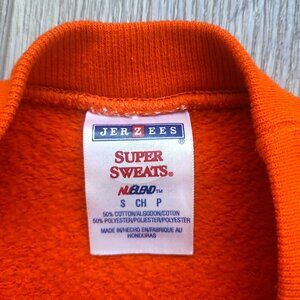 JERZEES®
SUPER
SWEATS®
NUBLEND™
S CH P
50% COTTON/ALGODON/COTON
50% POLYESTER/POLIESTER/POLYESTER
MADE IN/HECHO EN/FABRIQUE AU
HONDURAS